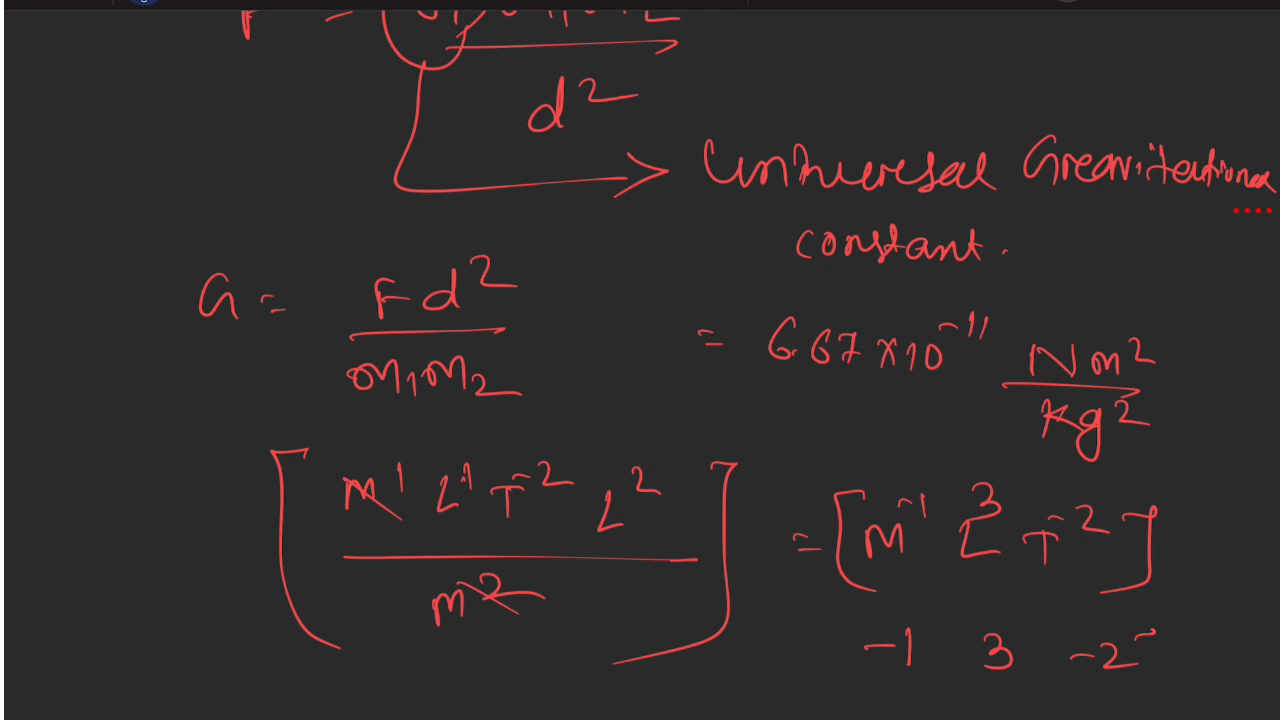 F =
d²
Universal Gravitational
constant.
G = Fd² / m₁m₂ = 6.67 × 10⁻¹¹ Nm² / Kg²
[M¹ L¹ T⁻² L² / M²] = [M⁻¹ L³ T⁻²]
-1 3 -2